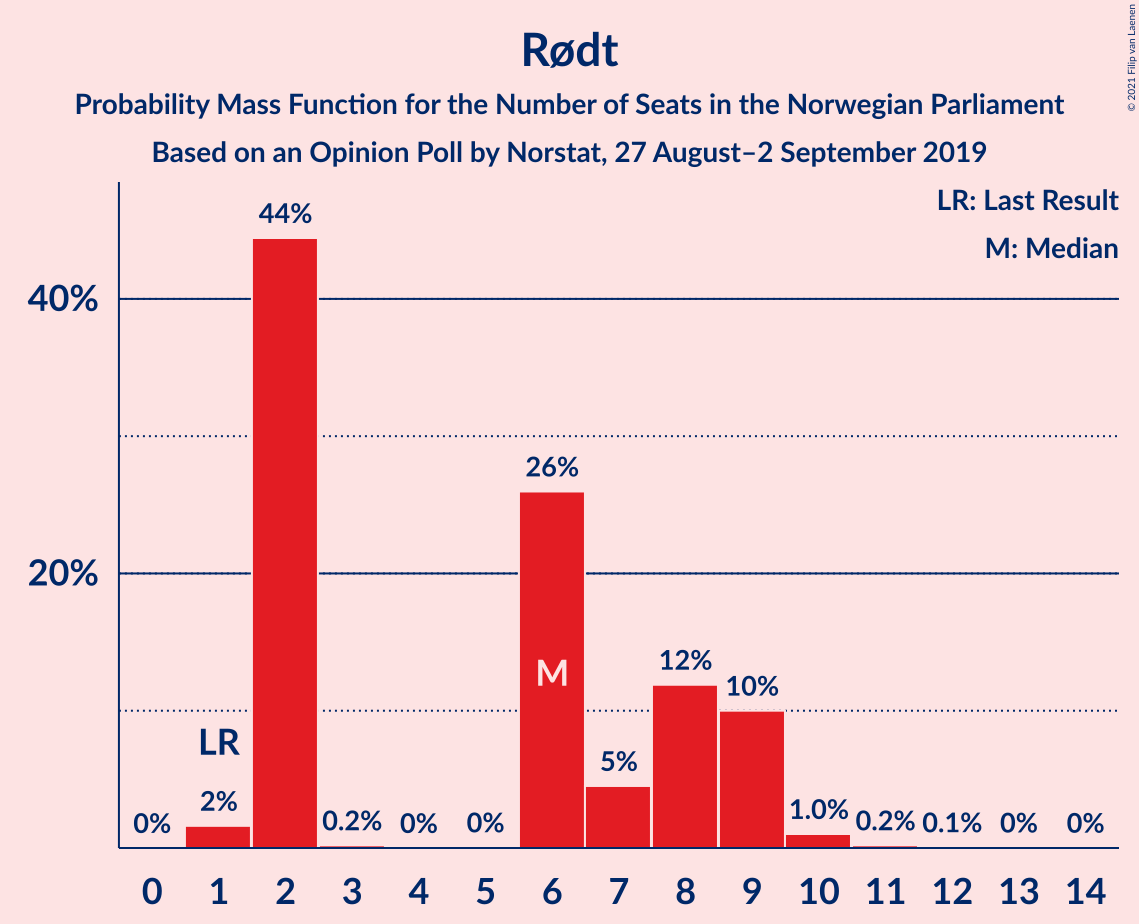 Rødt
Probability Mass Function for the Number of Seats in the Norwegian Parliament
Based on an Opinion Poll by Norstat, 27 August–2 September 2019
© 2021 Filip van Laenen
LR: Last Result
M: Median
40%
20%
0%
LR
2%
44%
0.2%
0%
0%
26%
M
5%
12%
10%
1.0%
0.2%
0.1%
0%
0%
0 1 2 3 4 5 6 7 8 9 10 11 12 13 14